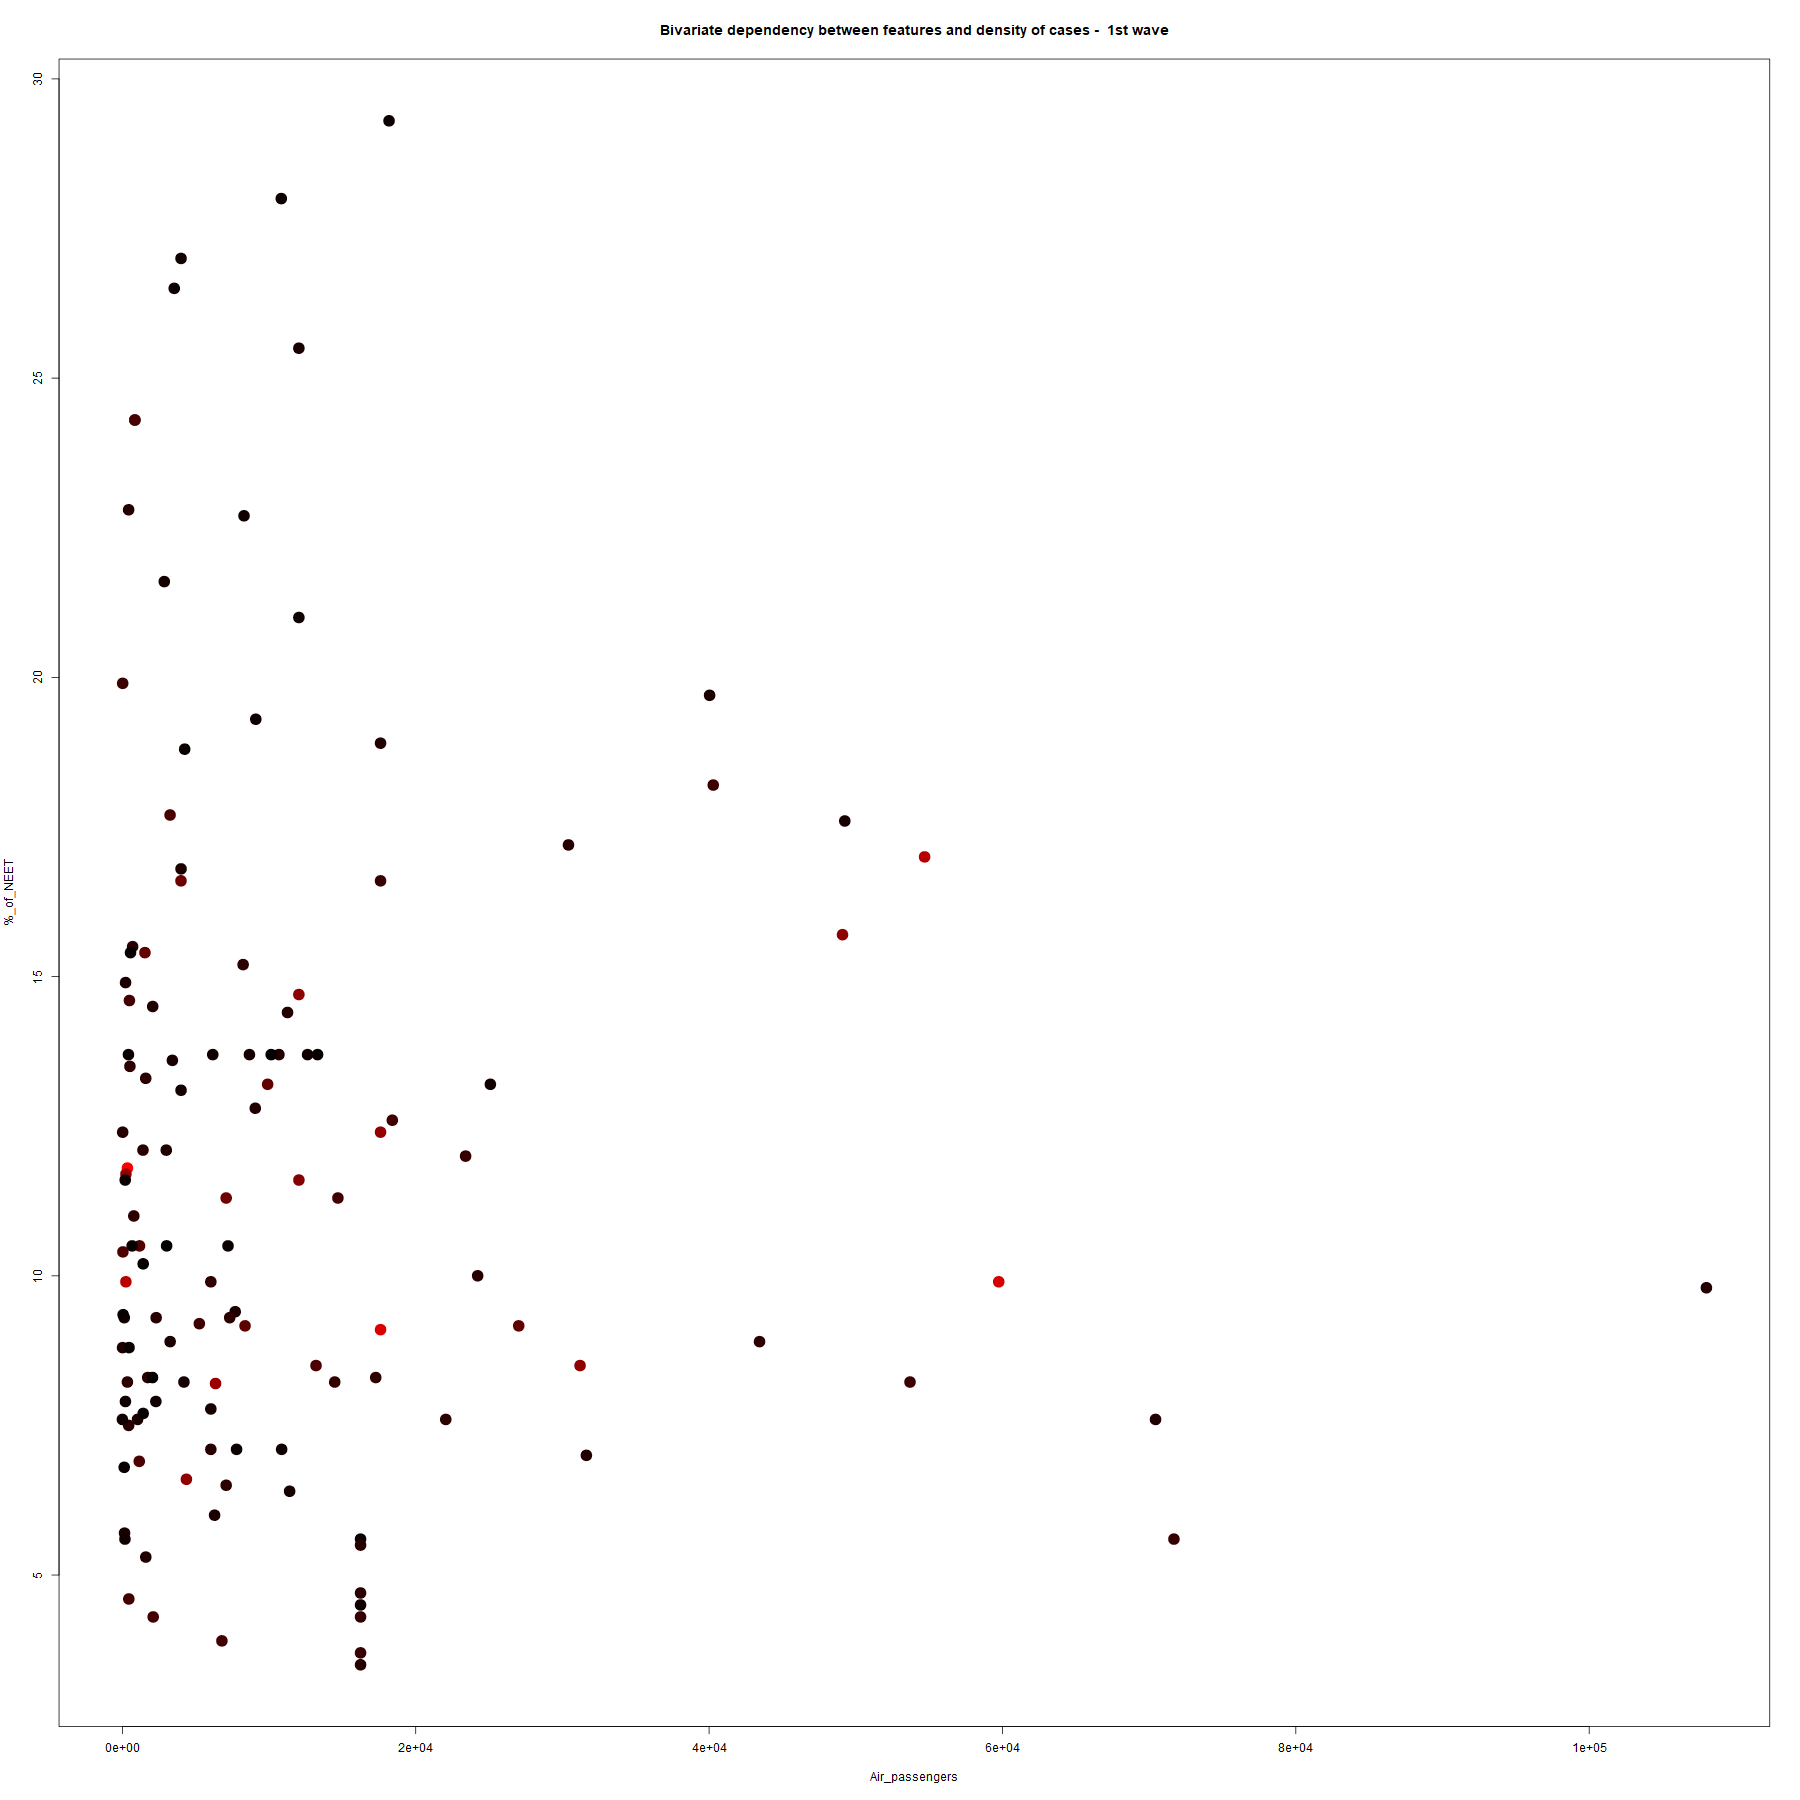 Bivariate dependency between features and density of cases -  1st wave
30
25
20
15
10
5
%_of_NEET
0e+00 2e+04 4e+04 6e+04 8e+04 1e+05
Air_passengers